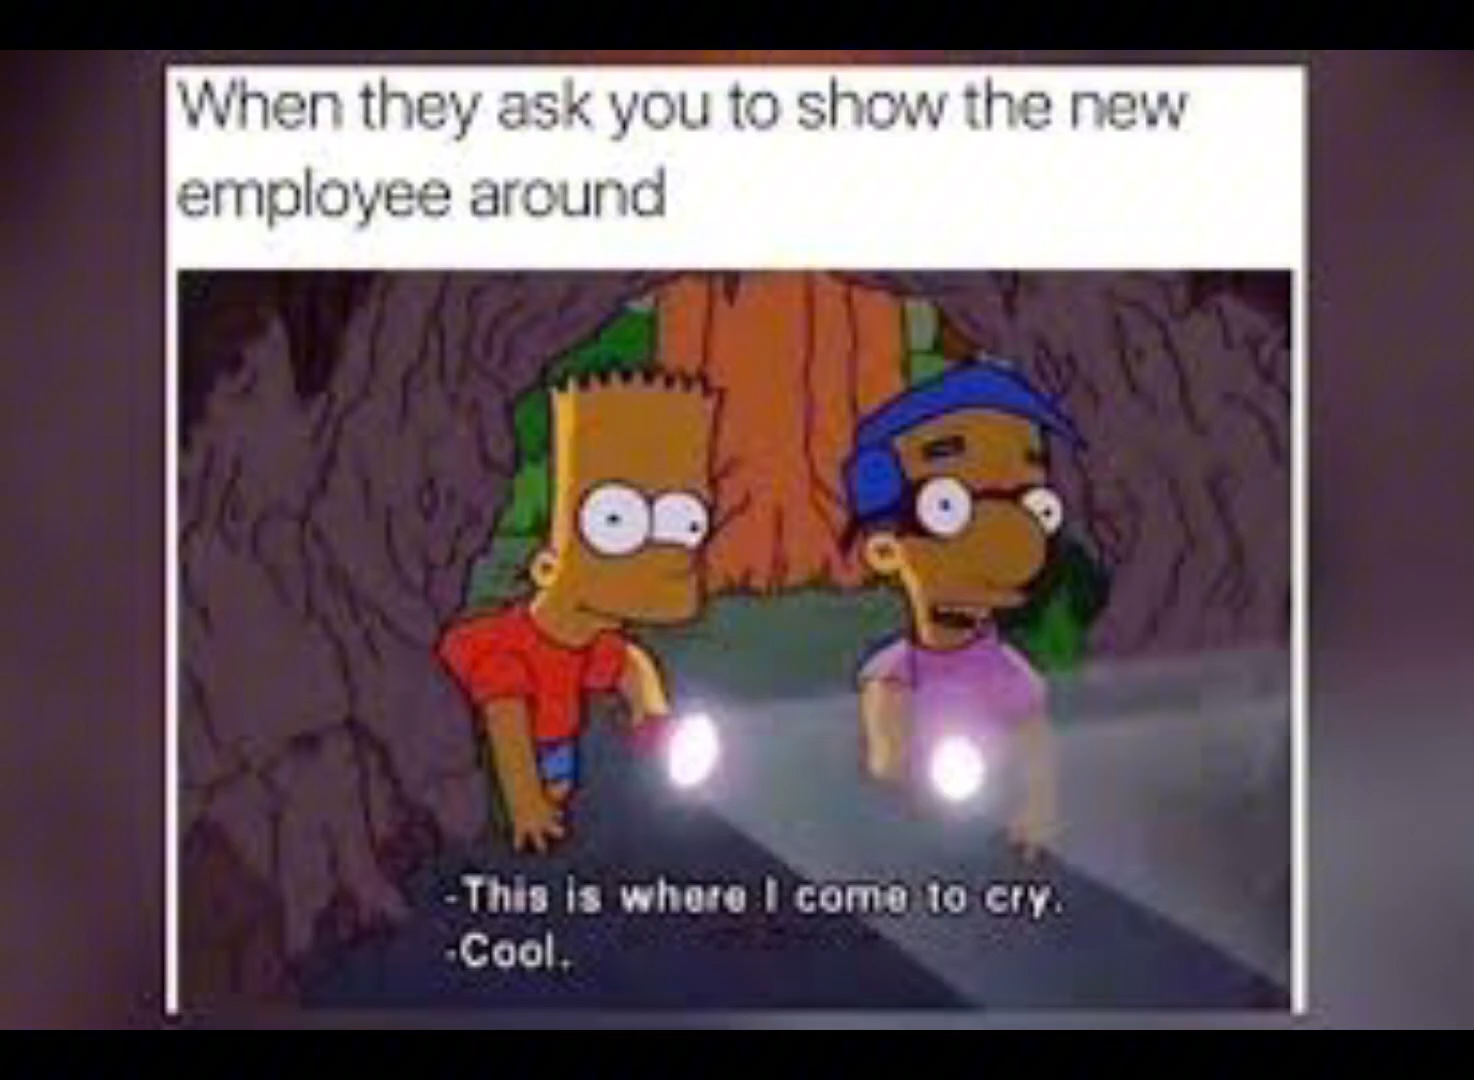 When they ask you to show the new
employee around
-This is where I come to cry.
-Cool.